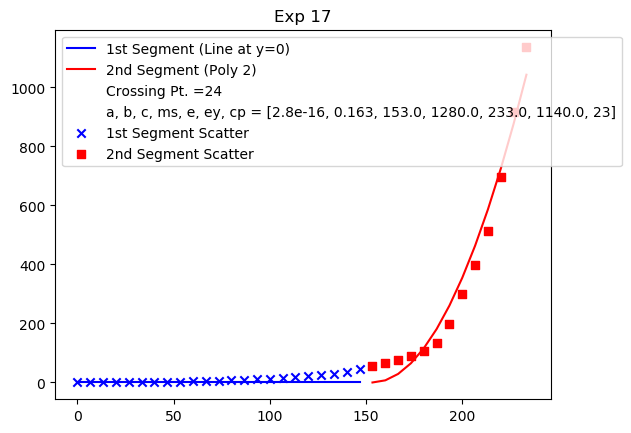 Exp 17
1st Segment (Line at y=0)
2nd Segment (Poly 2)
Crossing Pt. =24
a, b, c, ms, e, ey, cp = [2.8e-16, 0.163, 153.0, 1280.0, 233.0, 1140.0, 23]
1st Segment Scatter
2nd Segment Scatter
1000
800
600
400
200
0
0 50 100 150 200